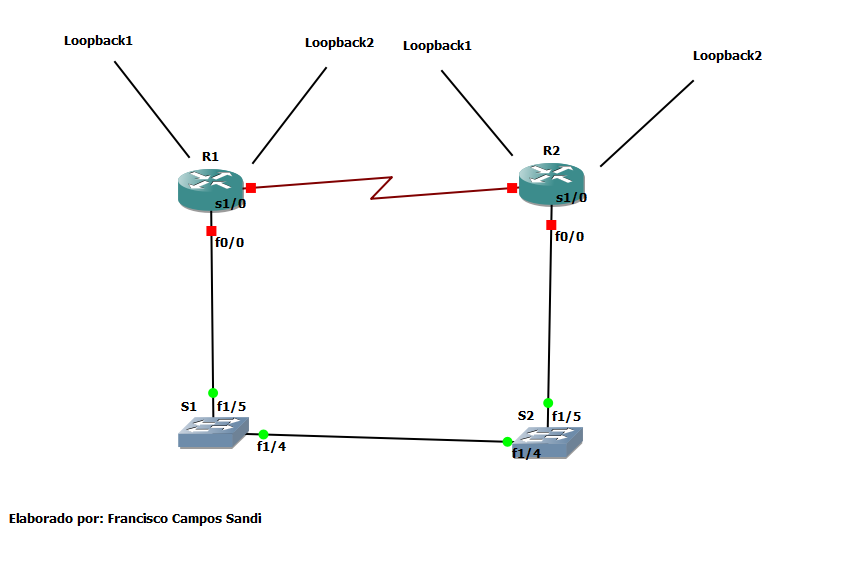 Loopback1
Loopback2
Loopback1
Loopback2
R1
R2
s1/0
s1/0
f0/0
f0/0
S1
f1/5
S2
f1/5
f1/4
f1/4
Elaborado por: Francisco Campos Sandi